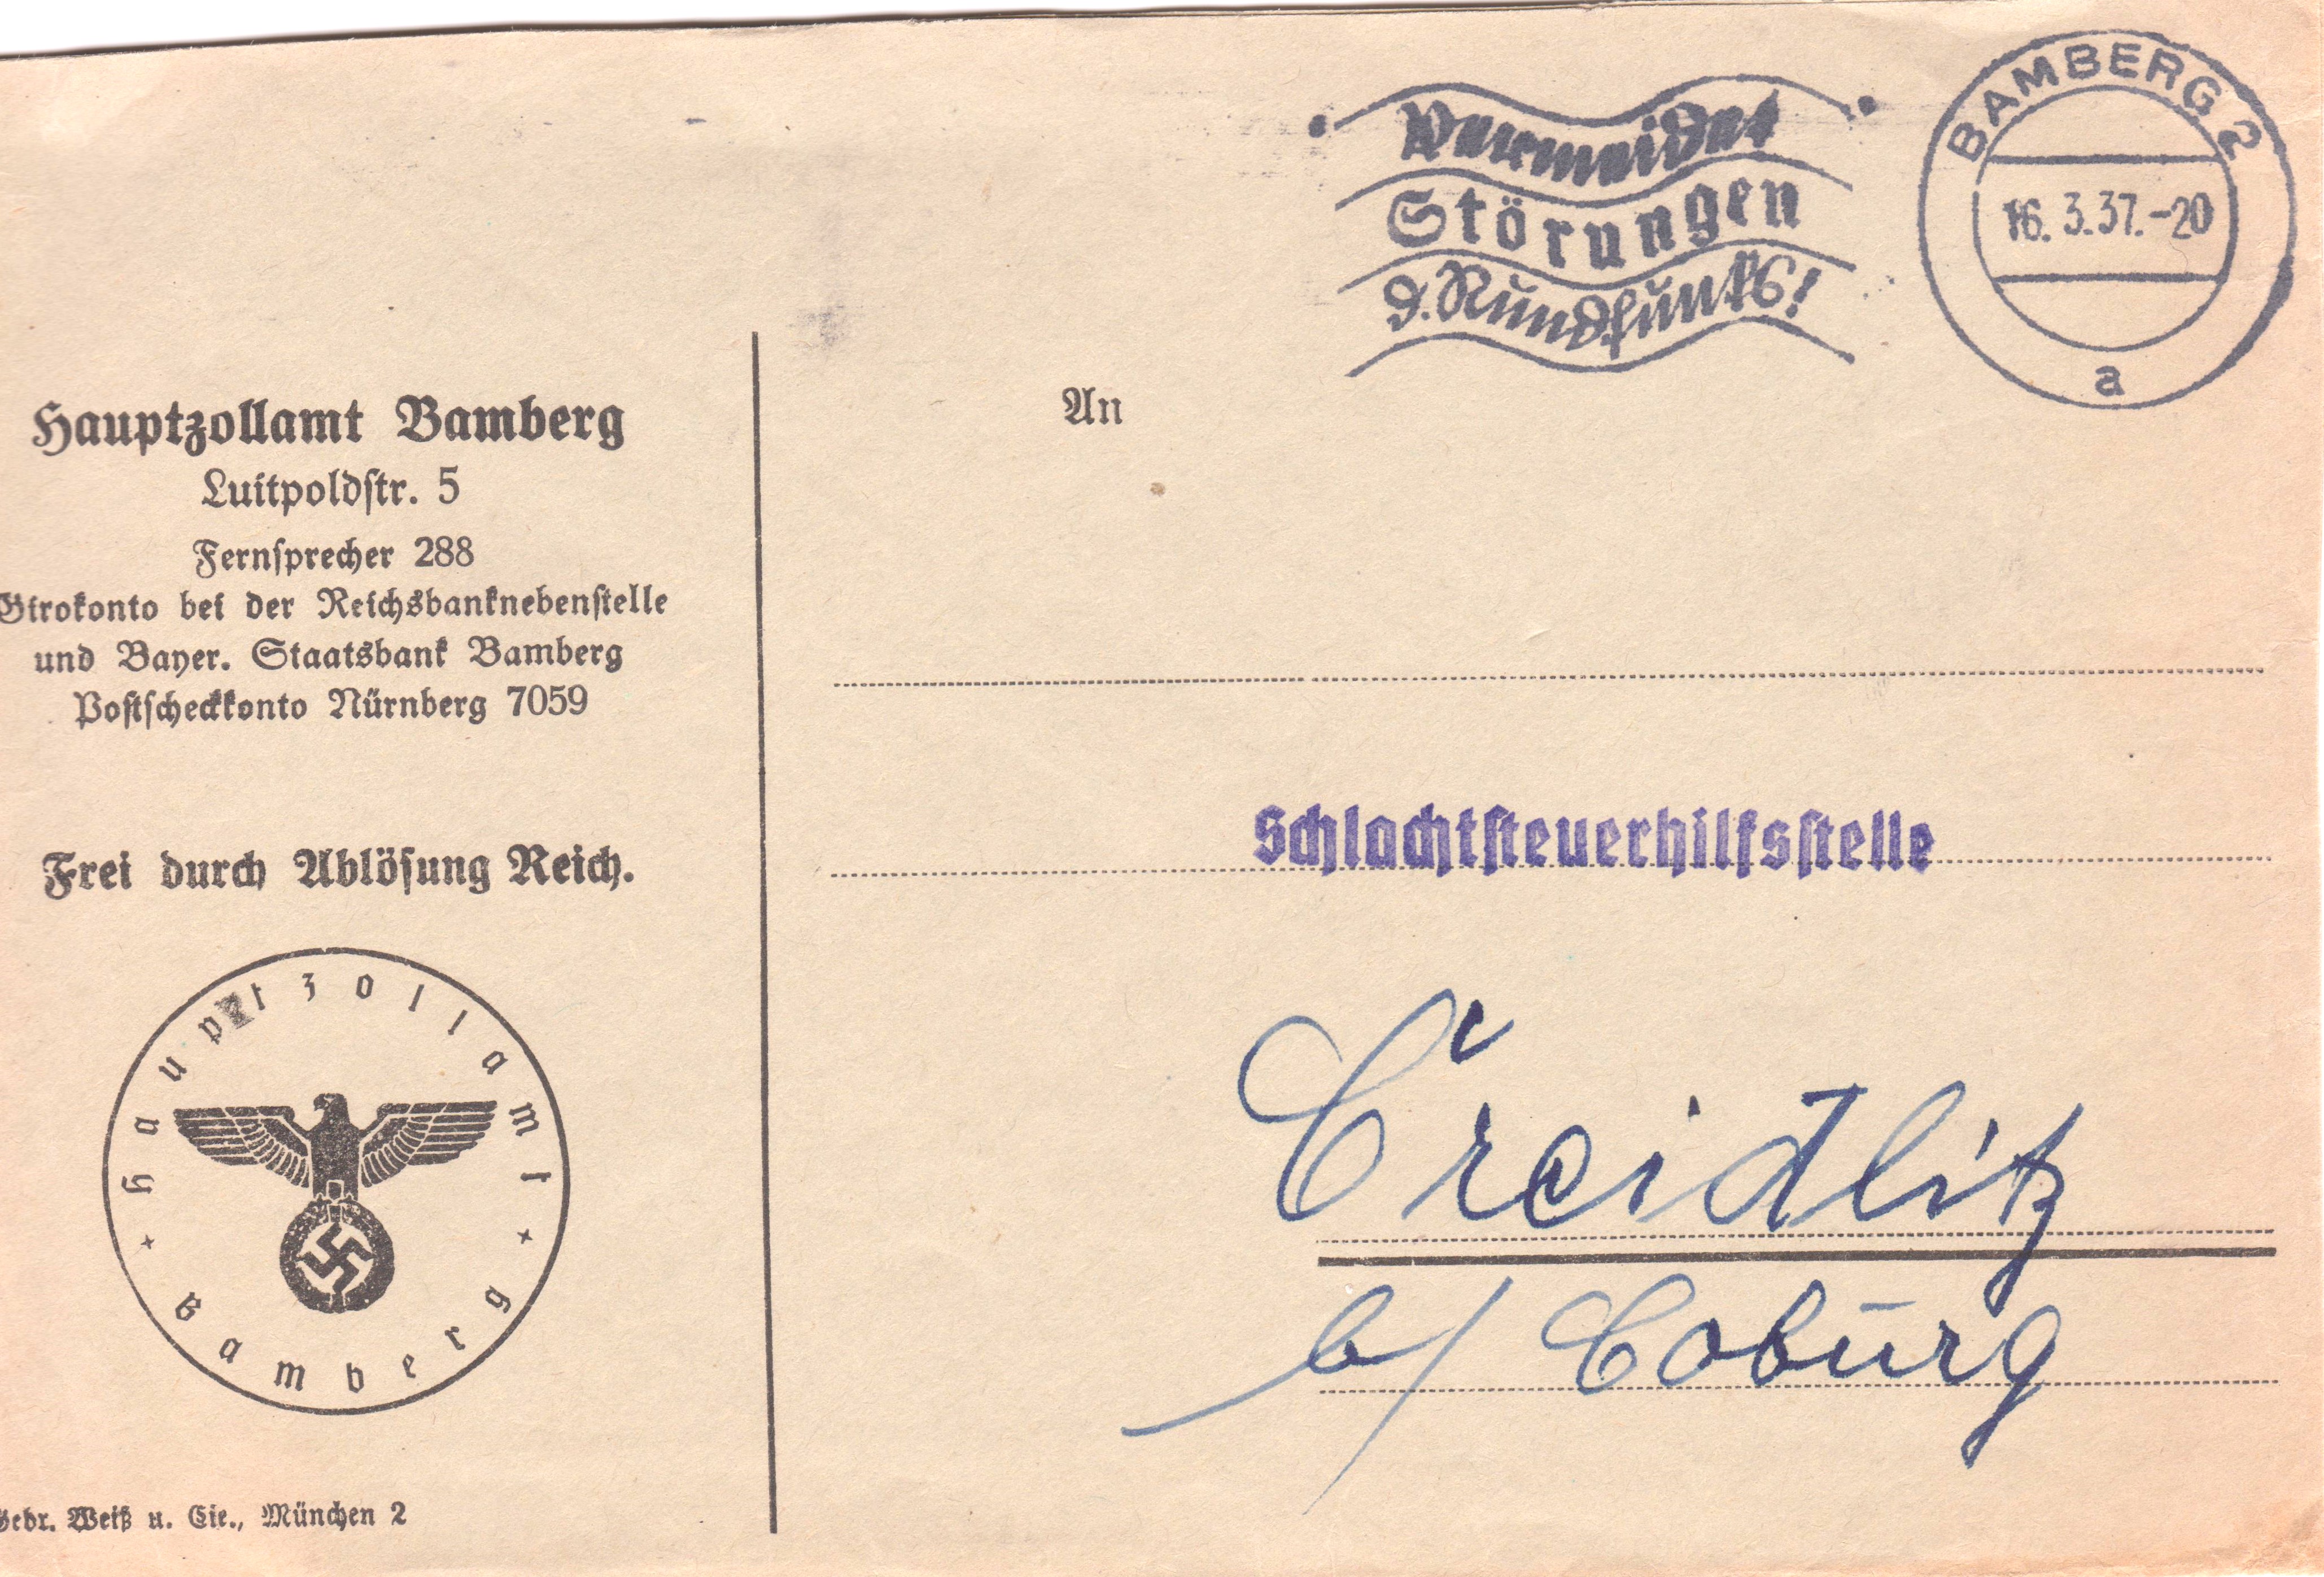 Hauptzollamt Bamberg
Luitpoldstr. 5
Fernsprecher 288
Girokonto bei der Reichsbanknebenstelle
und Bayer. Staatsbank Bamberg
Postscheckkonto Nürnberg 7059
Frei durch Ablösung Reich.
Hauptzollamt
Bamberg
Gebr. Weiß u. Cie., München 2
Vermeidet
Störungen
d. Rundfunks!
BAMBERG 2
16.3.37.-20
a
An
Schlachtsteuerhilfsstelle
Creidlitz
b/ Coburg